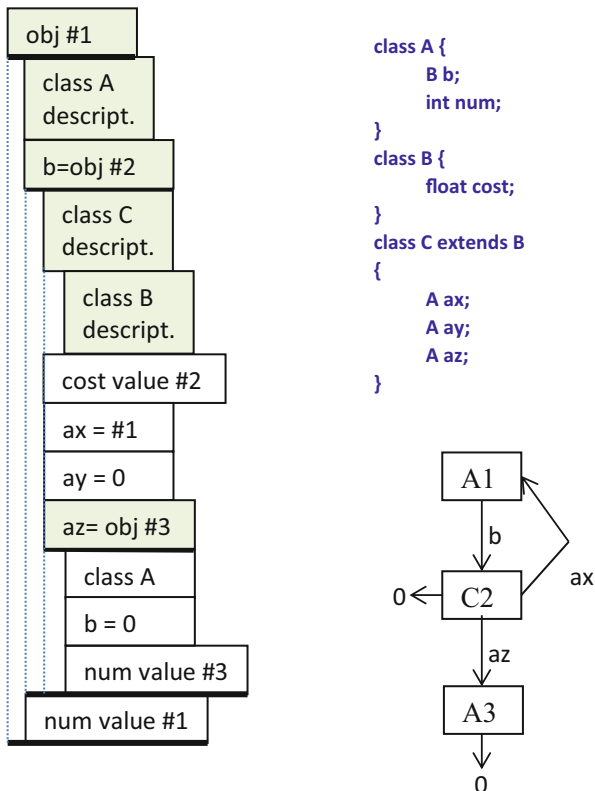 obj #1
class A
descript.
b=obj #2
class C
descript.
class B
descript.
cost value #2
ax = #1
ay = 0
az= obj #3
class A
b = 0
num value #3
num value #1
class A {
B b;
int num;
}
class B {
float cost;
}
class C extends B
{
A ax;
A ay;
A az;
}
A1
b
ax
0
C2
az
A3
0